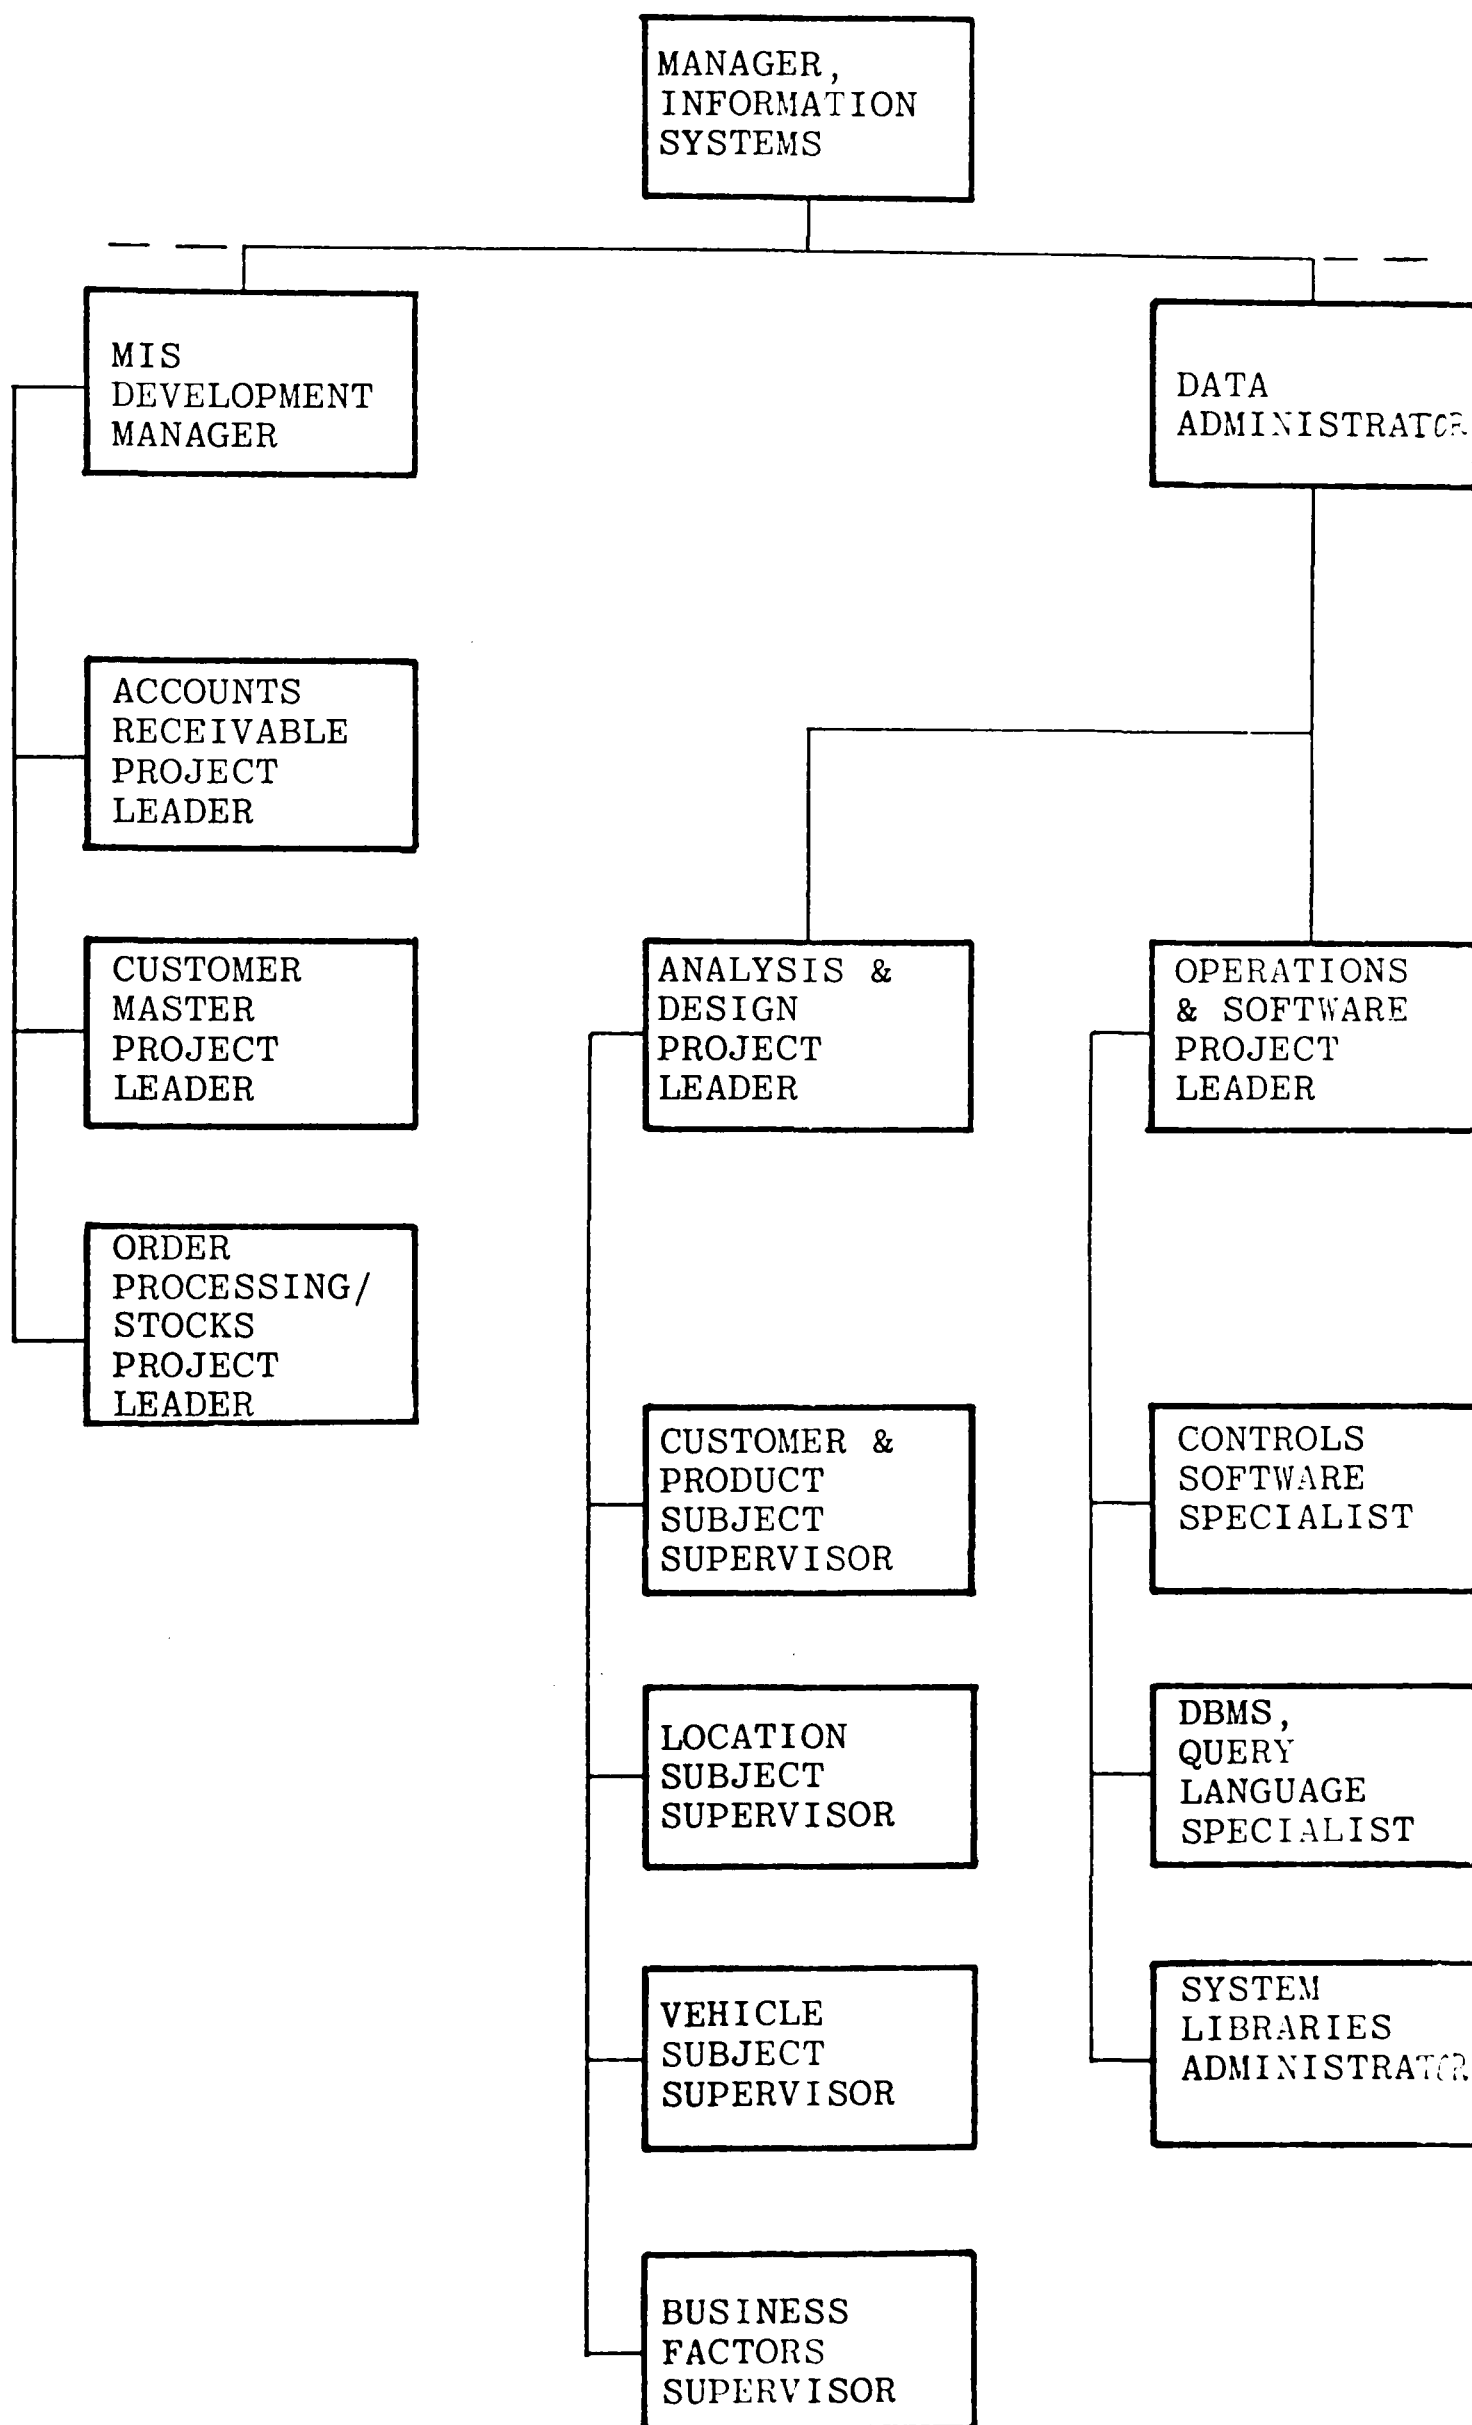 MANAGER,
INFORMATION
SYSTEMS
MIS
DEVELOPMENT
MANAGER
DATA
ADMINISTRATOR
ACCOUNTS
RECEIVABLE
PROJECT
LEADER
CUSTOMER
MASTER
PROJECT
LEADER
ORDER
PROCESSING/
STOCKS
PROJECT
LEADER
ANALYSIS &
DESIGN
PROJECT
LEADER
OPERATIONS
& SOFTWARE
PROJECT
LEADER
CUSTOMER &
PRODUCT
SUBJECT
SUPERVISOR
LOCATION
SUBJECT
SUPERVISOR
VEHICLE
SUBJECT
SUPERVISOR
BUSINESS
FACTORS
SUPERVISOR
CONTROLS
SOFTWARE
SPECIALIST
DBMS,
QUERY
LANGUAGE
SPECIALIST
SYSTEM
LIBRARIES
ADMINISTRATOR